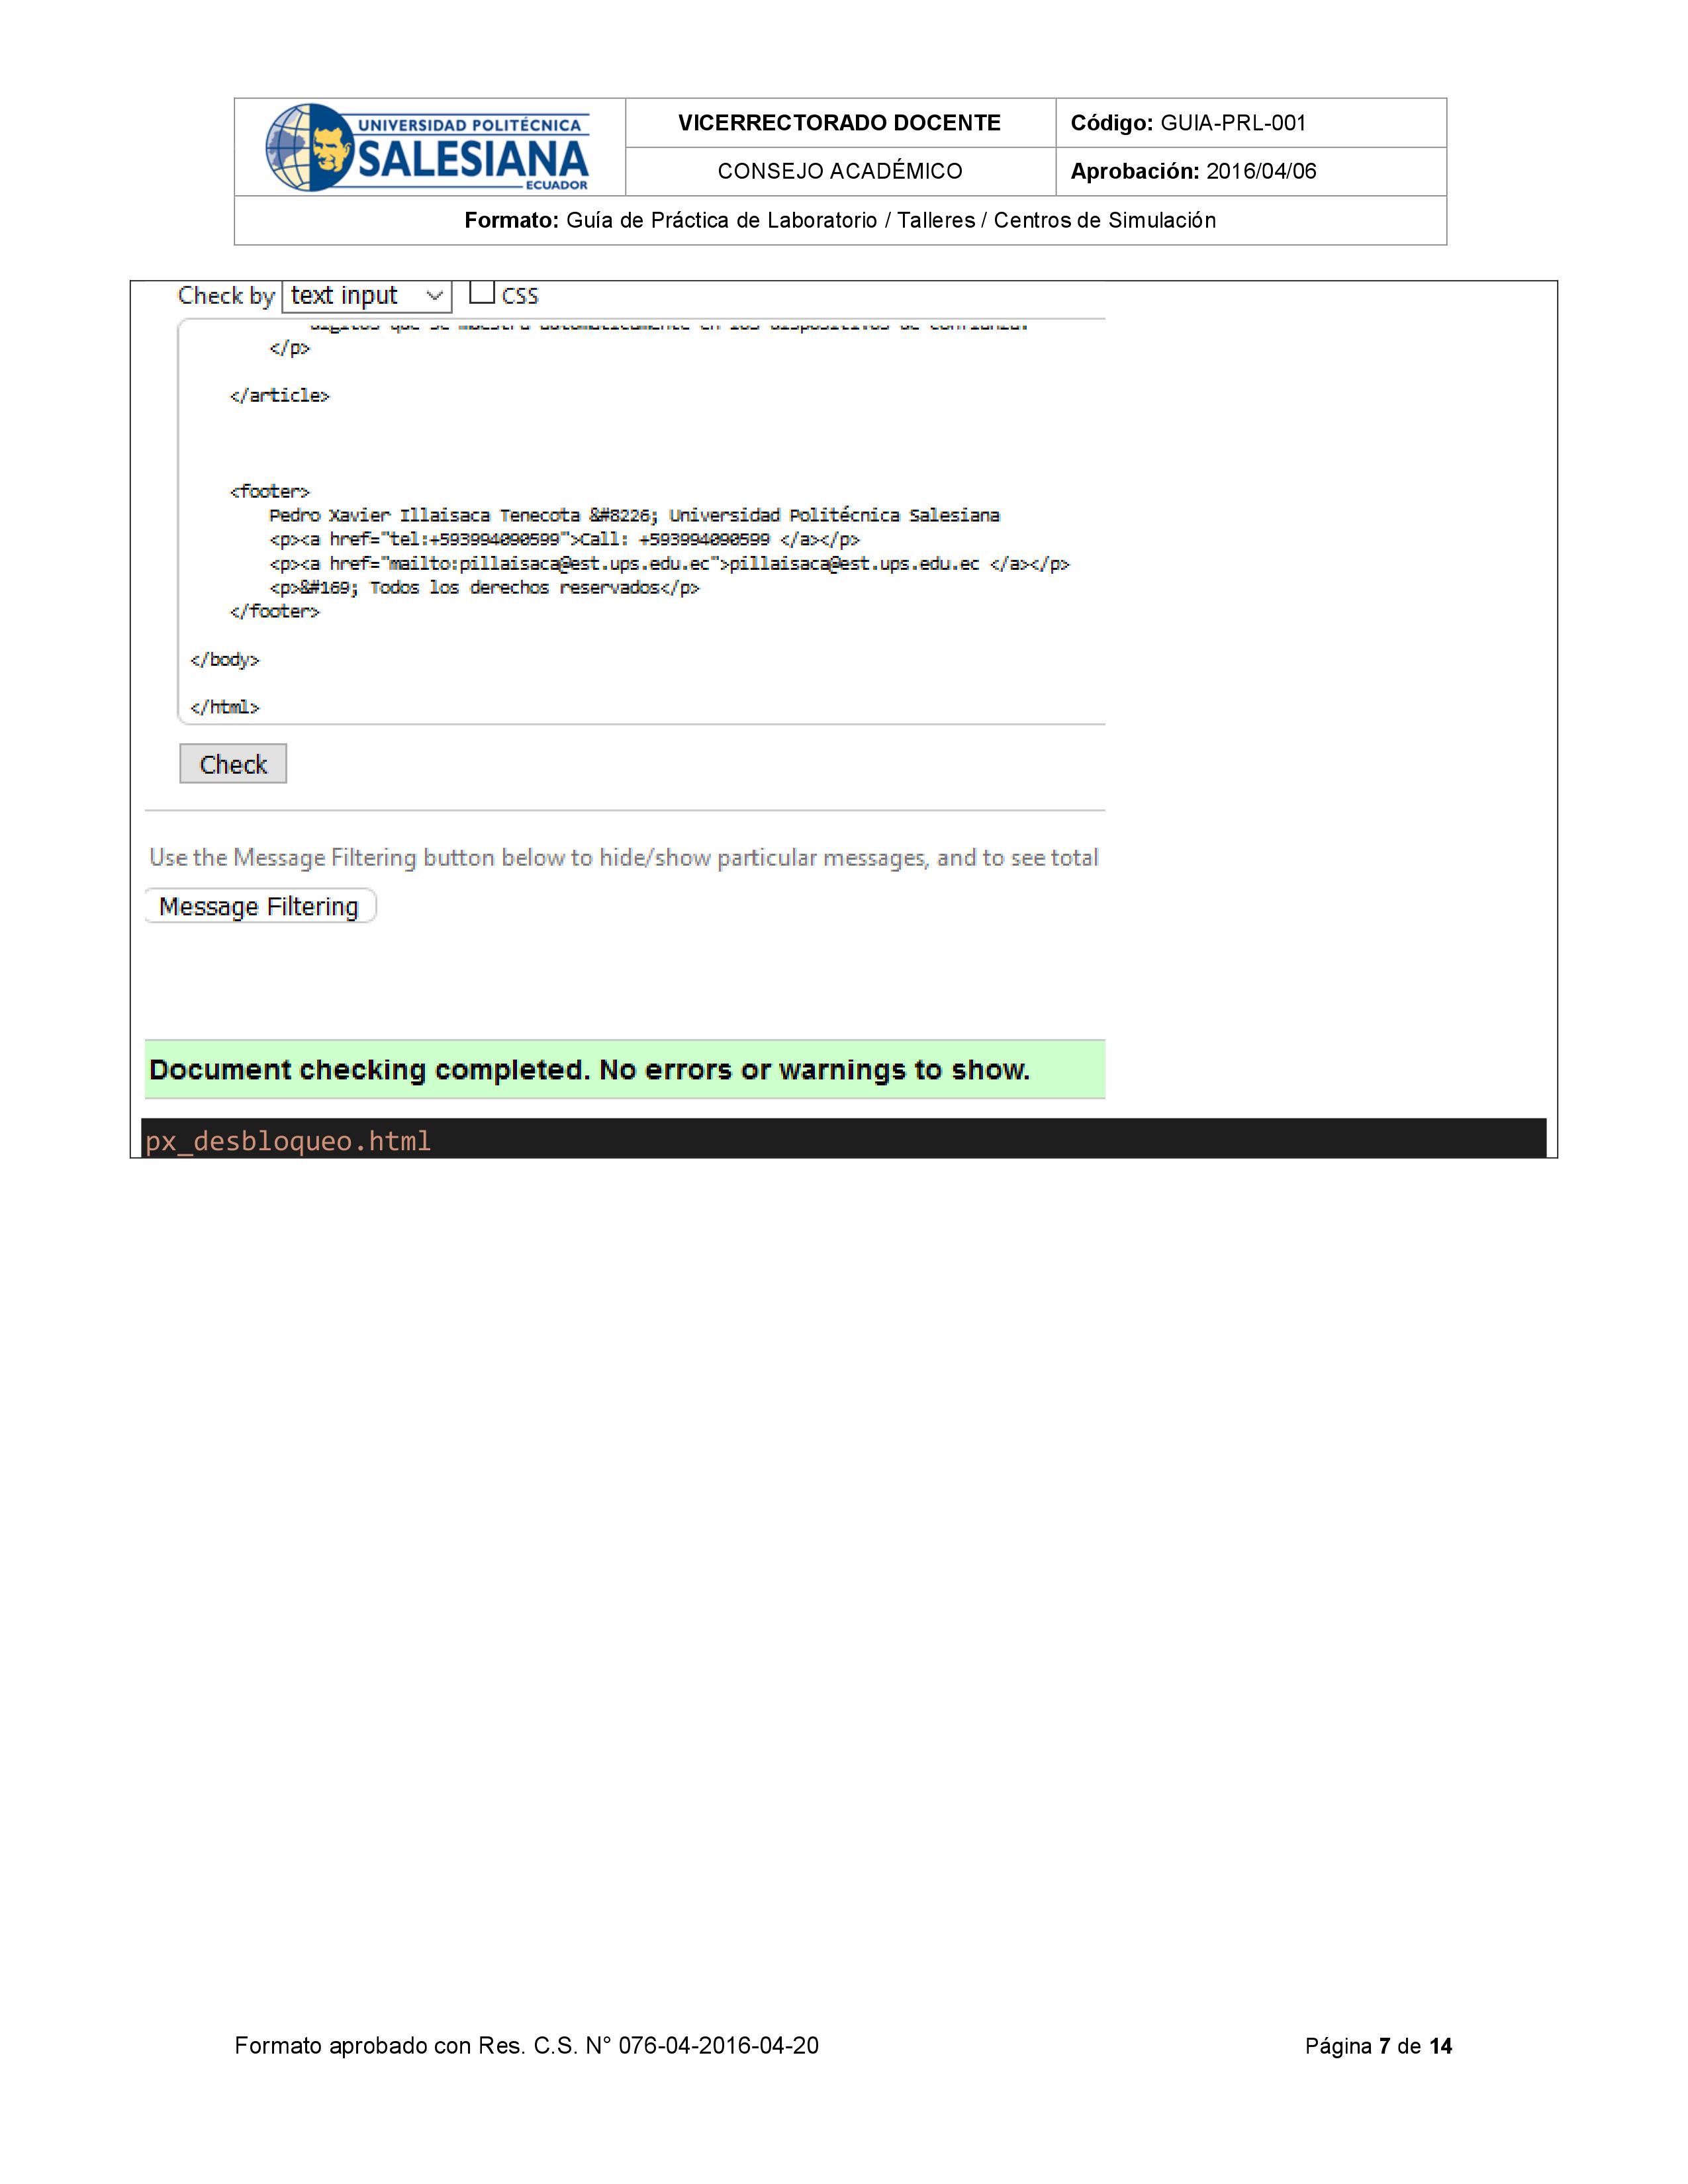 UNIVERSIDAD POLITÉCNICA
SALESIANA
ECUADOR
VICERRECTORADO DOCENTE
Código: GUIA-PRL-001
CONSEJO ACADÉMICO
Aprobación: 2016/04/06
Formato: Guía de Práctica de Laboratorio / Talleres / Centros de Simulación
Check by text input CSS
</p>
</article>
<footer>
Pedro Xavier Illaisaca Tenecota &#8226; Universidad Politécnica Salesiana
<p><a href="tel:+593994090599">Call: +593994090599 </a></p>
<p><a href="mailto:pillaisaca@est.ups.edu.ec">pillaisaca@est.ups.edu.ec </a></p>
<p>&#169; Todos los derechos reservados</p>
</footer>
</body>
</html>
Check
Use the Message Filtering button below to hide/show particular messages, and to see total
Message Filtering
Document checking completed. No errors or warnings to show.
px_desbloqueo.html
Formato aprobado con Res. C.S. N° 076-04-2016-04-20
Página 7 de 14